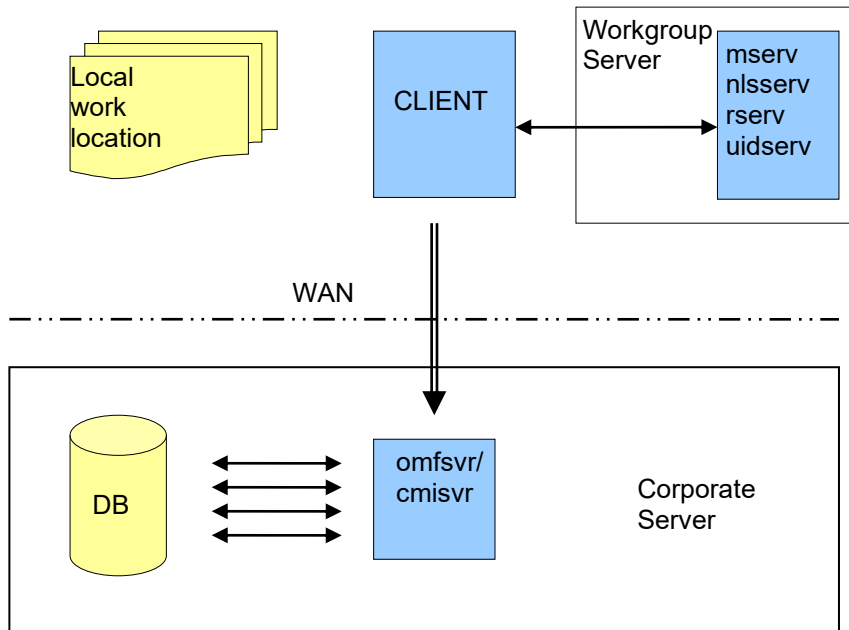 Local
work
location
CLIENT
Workgroup
Server
mserv
nlsserv
rserv
uidserv
WAN
DB
omfsvr/
cmisvr
Corporate
Server